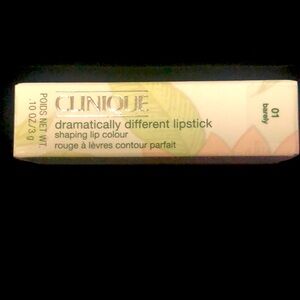 CLINIQUE
dramatically different lipstick
shaping lip colour
rouge à lèvres contour parfait
POIDS NET WT.
.10 OZ./3 g
01
barely